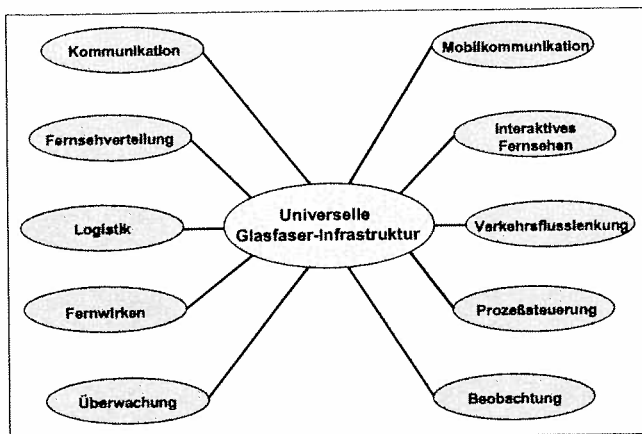 Kommunikation
Mobilkommunikation
Fernsehverteilung
Interaktives
Fernsehen
Universelle
Glasfaser-Infrastruktur
Logistik
Verkehrsflusslenkung
Fernwirken
Prozeßsteuerung
Überwachung
Beobachtung